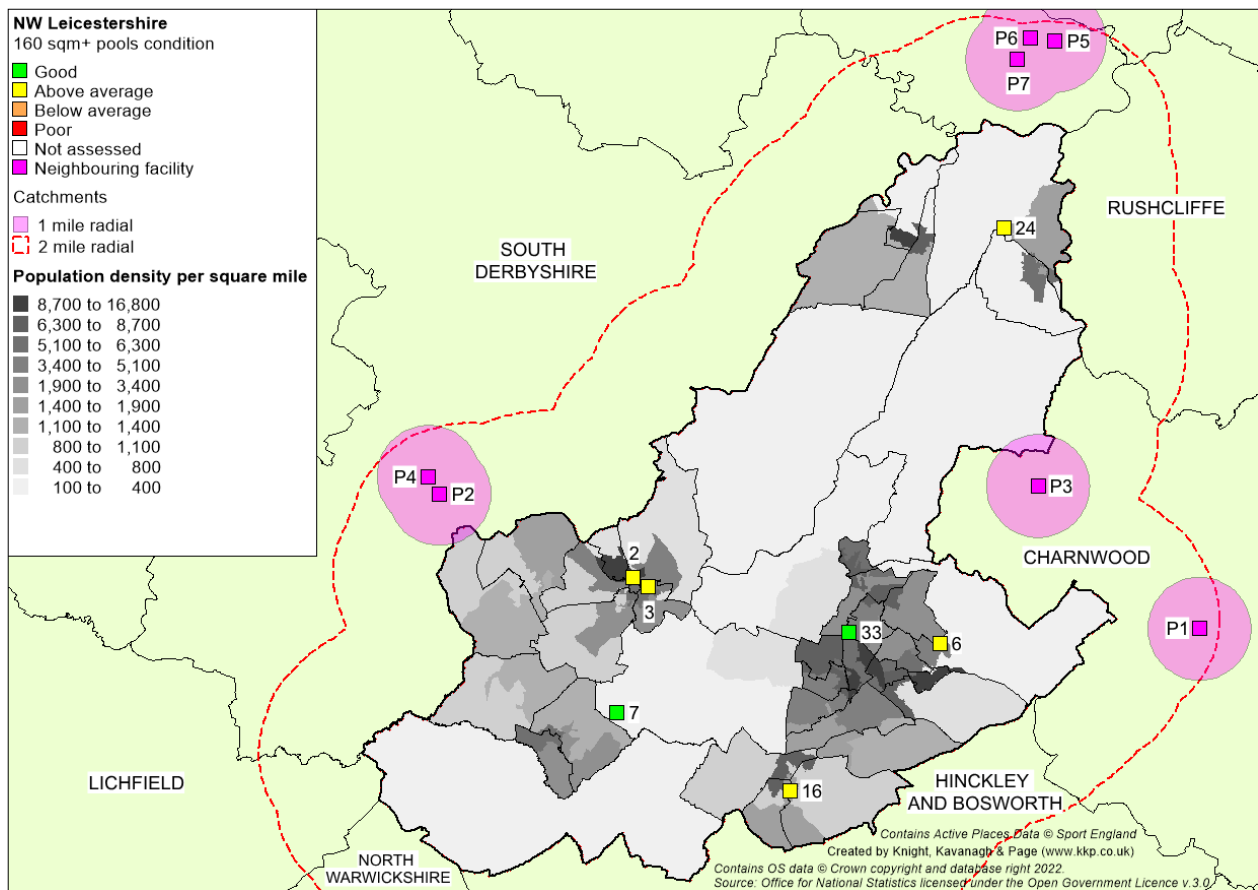 NW Leicestershire
160 sqm+ pools condition
Good
Above average
Below average
Poor
Not assessed
Neighbouring facility
Catchments
1 mile radial
2 mile radial
Population density per square mile
8,700 to 16,800
6,300 to 8,700
5,100 to 6,300
3,400 to 5,100
1,900 to 3,400
1,400 to 1,900
1,100 to 1,400
800 to 1,100
400 to 800
100 to 400
P6
P5
P7
RUSHCLIFFE
24
SOUTH
DERBYSHIRE
P4
P2
P3
CHARNWOOD
2
3
33
6
P1
7
16
LICHFIELD
HINCKLEY
AND BOSWORTH
NORTH
WARWICKSHIRE
Contains Active Places Data © Sport England
Created by Knight, Kavanagh & Page (www.kkp.co.uk)
Contains OS data © Crown copyright and database right 2022.
Source: Office for National Statistics licensed under the Open Government Licence v.3.0